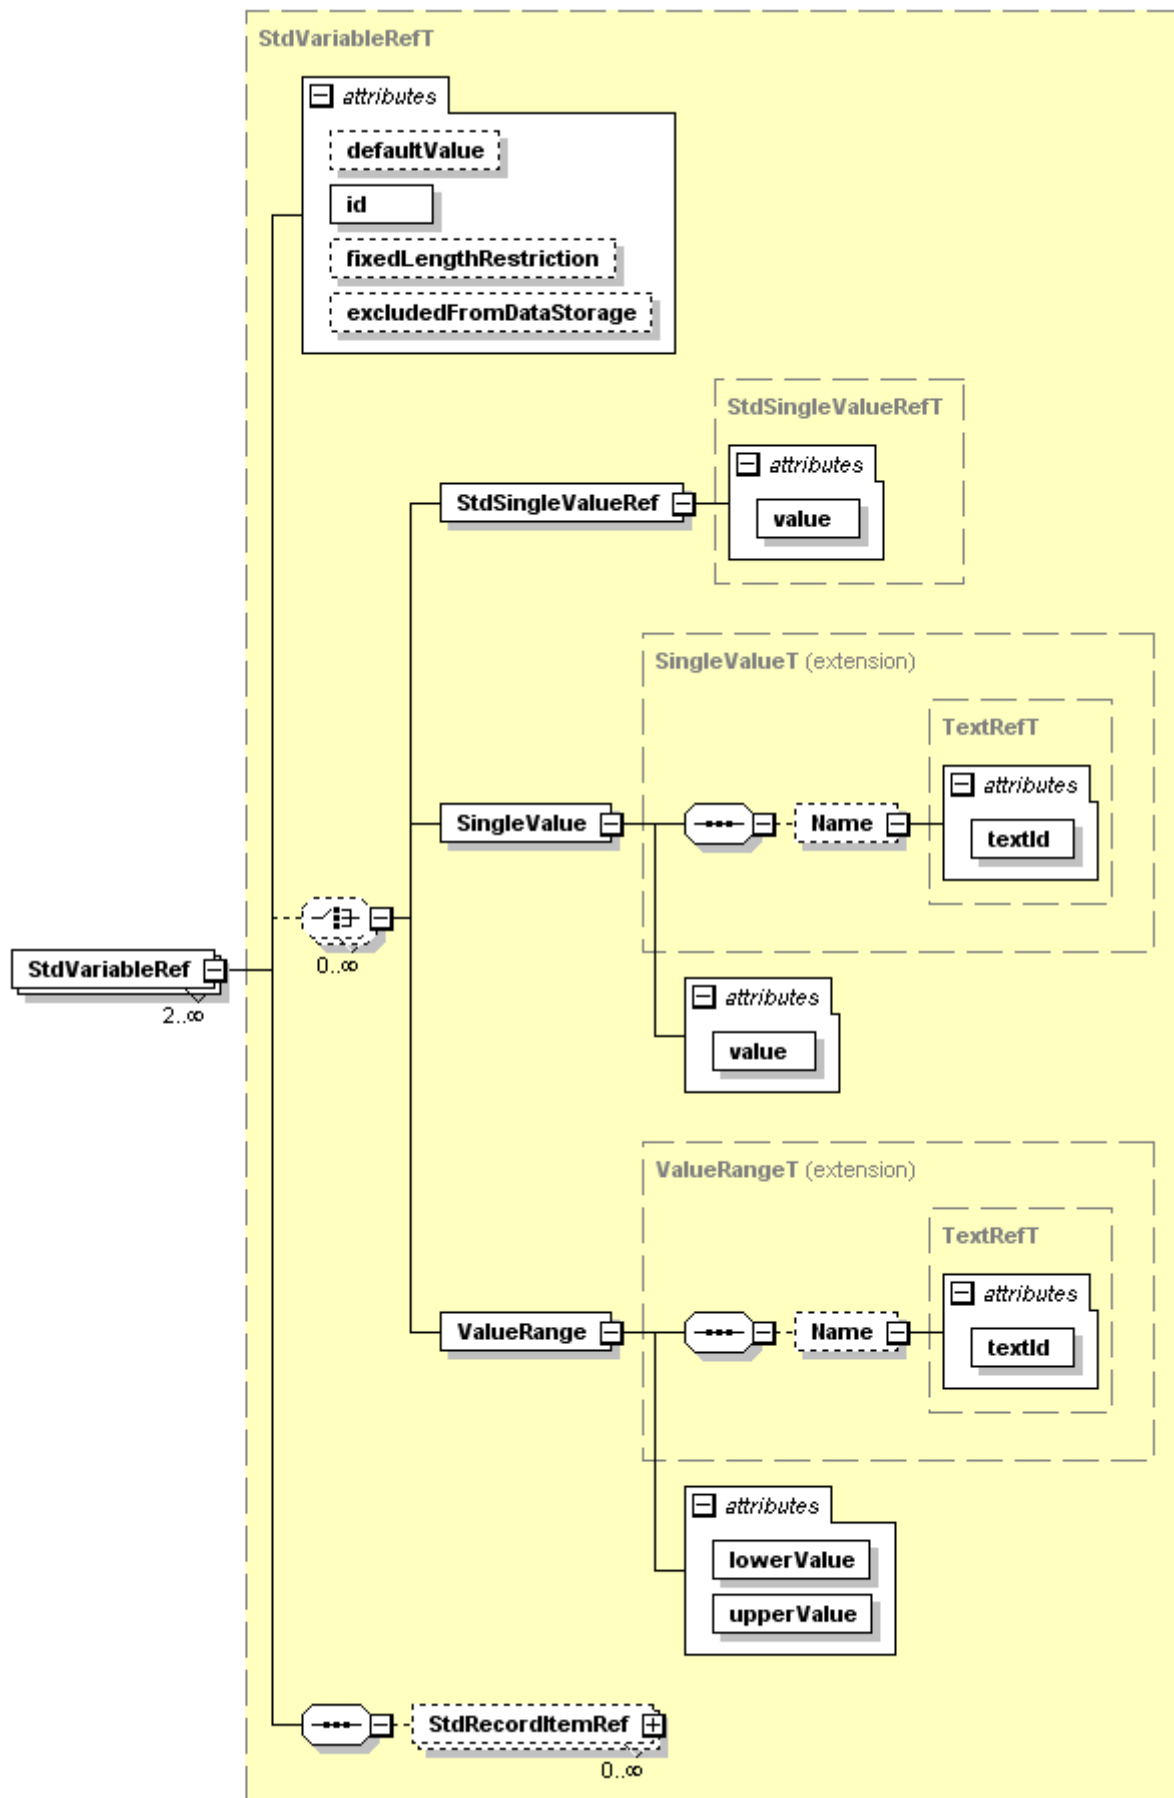 StdVariableRefT
attributes
defaultValue
id
fixedLengthRestriction
excludedFromDataStorage
StdSingleValueRefT
attributes
StdSingleValueRef
value
SingleValueT (extension)
TextRefT
attributes
SingleValue
Name
textId
0..∞
StdVariableRef
2..∞
attributes
value
ValueRangeT (extension)
TextRefT
attributes
ValueRange
Name
textId
attributes
lowerValue
upperValue
StdRecordItemRef
0..∞